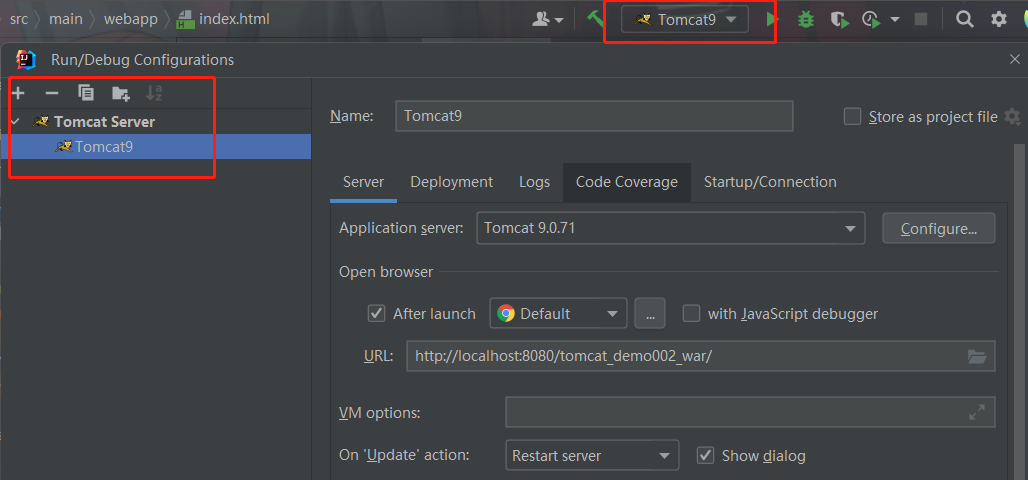 src main webapp index.html Tomcat9
Run/Debug Configurations
Tomcat Server
Tomcat9
Name: Tomcat9 Store as project file
Server Deployment Logs Code Coverage Startup/Connection
Application server: Tomcat 9.0.71 Configure...
Open browser
After launch Default ... with JavaScript debugger
URL: http://localhost:8080/tomcat_demo002_war/
VM options:
On 'Update' action: Restart server Show dialog